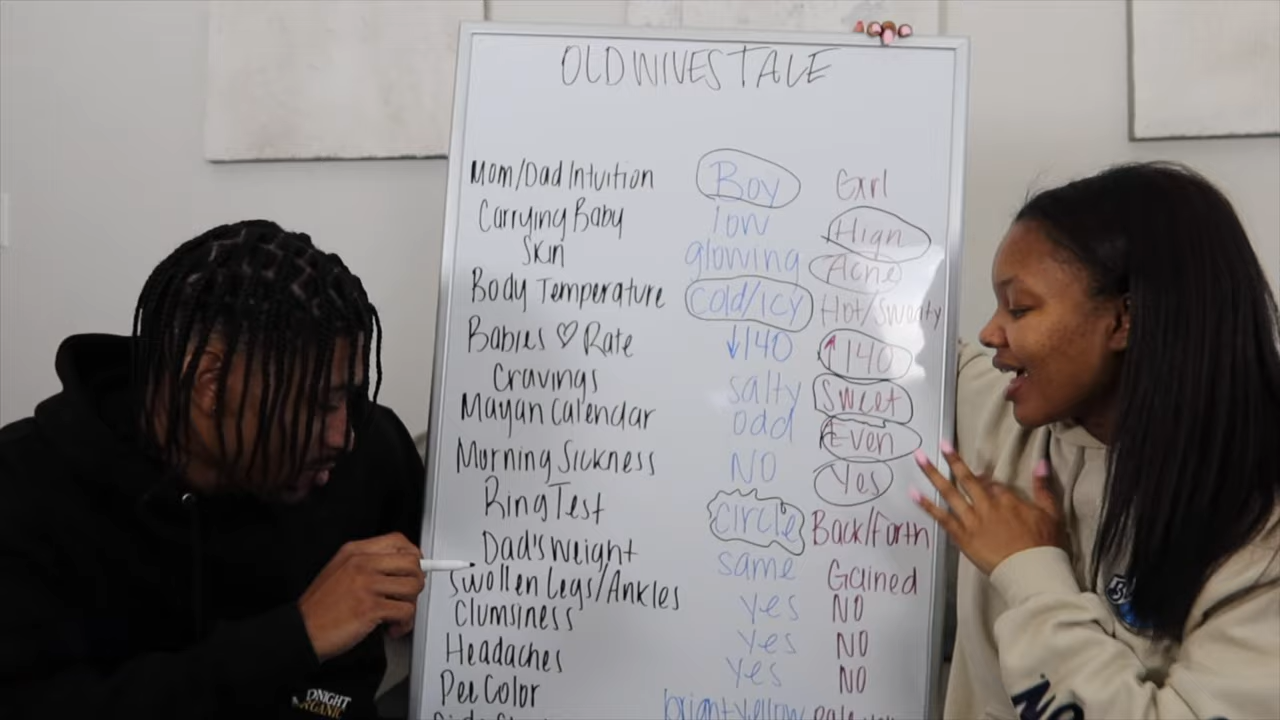 OLD WIVES TALE
Mom/Dad Intuition Boy Girl
Carrying Baby low High
Skin glowing Acne
Body Temperature Cold/Icy Hot/Sweaty
Babies ♡ Rate ↓140 ↑140
Cravings salty Sweet
Mayan Calendar odd Even
Morning Sickness NO Yes
Ring Test circle Back/Forth
Dad's Weight same Gained
Swollen Legs/Ankles yes NO
Clumsiness yes NO
Headaches yes NO
Pee Color bright yellow